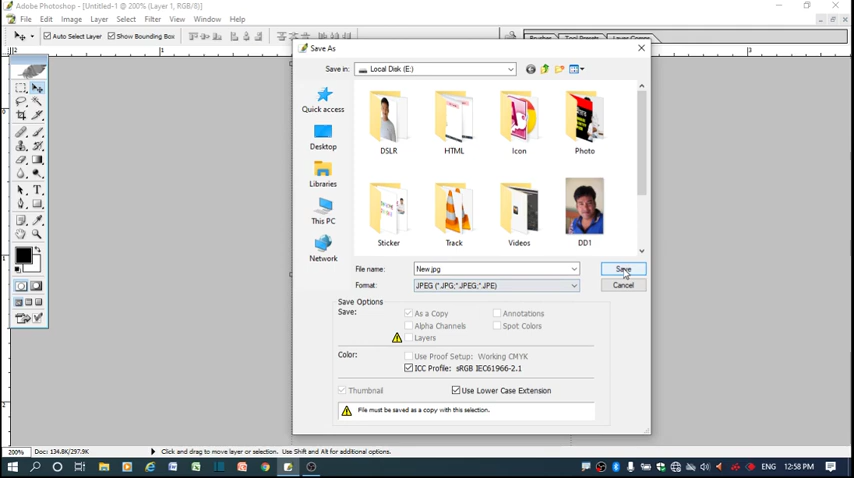 Adobe Photoshop - [Untitled-1 @ 200% (Layer 1, RGB/8)]
File Edit Image Layer Select Filter View Window Help
Auto Select Layer Show Bounding Box
Brushes Tool Presets Layer Comps
Save As
Save in: Local Disk (E:)
Quick access
Desktop
Libraries
This PC
Network
DSLR HTML Icon Photo
Sticker Track Videos DD1
File name: New.jpg Save
Format: JPEG (*.JPG;*.JPEG;*.JPE) Cancel
Save Options
Save: As a Copy Annotations
Alpha Channels Spot Colors
Layers
Color: Use Proof Setup: Working CMYK
ICC Profile: sRGB IEC61966-2.1
Thumbnail Use Lower Case Extension
File must be saved as a copy with this selection.
200% Doc: 134.8K/297.9K Click and drag to move layer or selection. Use Shift and Alt for additional options.
ENG 12:58 PM